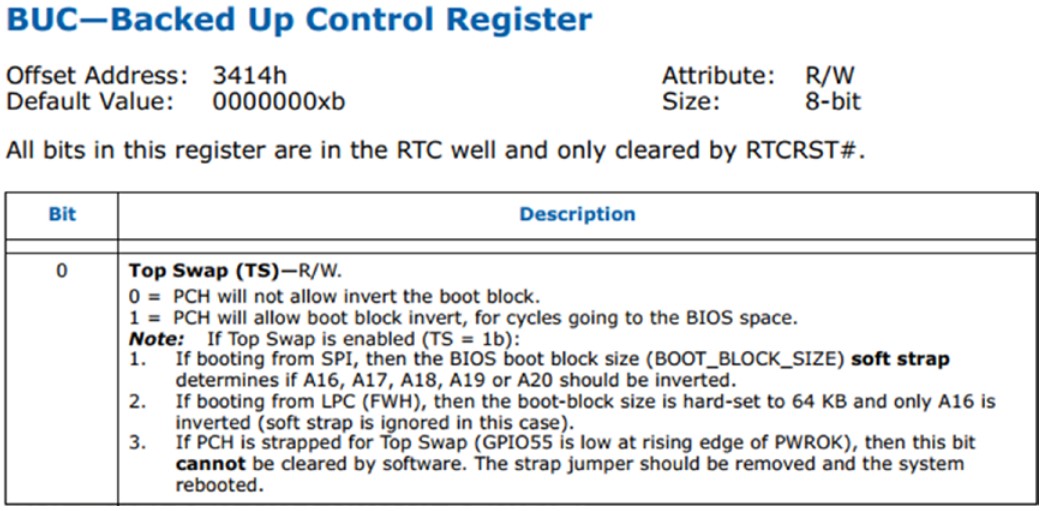 BUC—Backed Up Control Register
Offset Address: 3414h Attribute: R/W
Default Value: 0000000xb Size: 8-bit
All bits in this register are in the RTC well and only cleared by RTCRST#.
Bit Description
0 Top Swap (TS)—R/W.
0 = PCH will not allow invert the boot block.
1 = PCH will allow boot block invert, for cycles going to the BIOS space.
Note: If Top Swap is enabled (TS = 1b):
1. If booting from SPI, then the BIOS boot block size (BOOT_BLOCK_SIZE) soft strap
determines if A16, A17, A18, A19 or A20 should be inverted.
2. If booting from LPC (FWH), then the boot-block size is hard-set to 64 KB and only A16 is
inverted (soft strap is ignored in this case).
3. If PCH is strapped for Top Swap (GPIO55 is low at rising edge of PWROK), then this bit
cannot be cleared by software. The strap jumper should be removed and the system
rebooted.